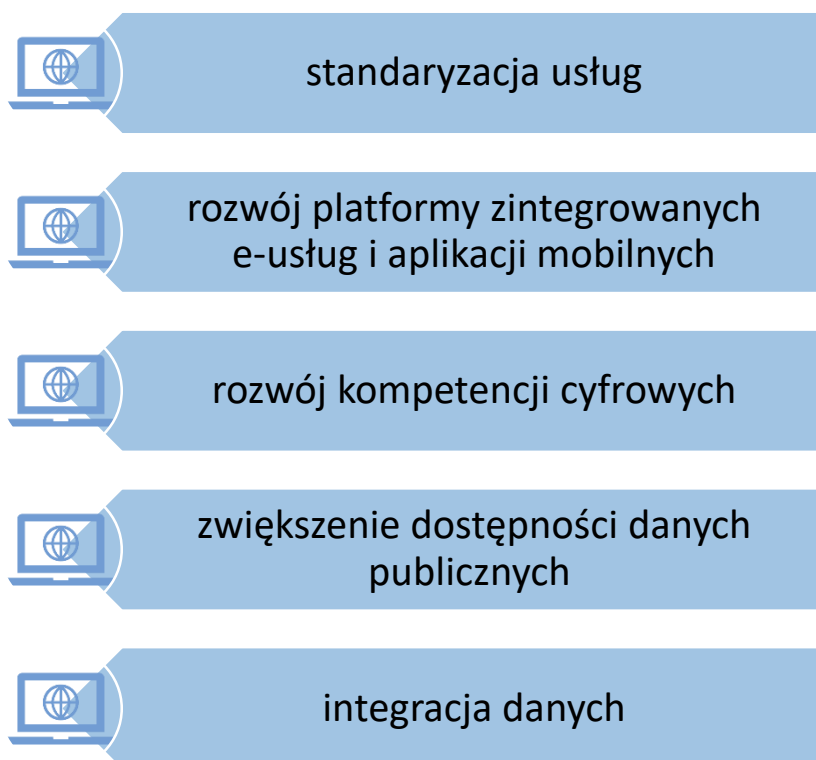 standaryzacja usług
rozwój platformy zintegrowanych
e-usług i aplikacji mobilnych
rozwój kompetencji cyfrowych
zwiększenie dostępności danych
publicznych
integracja danych